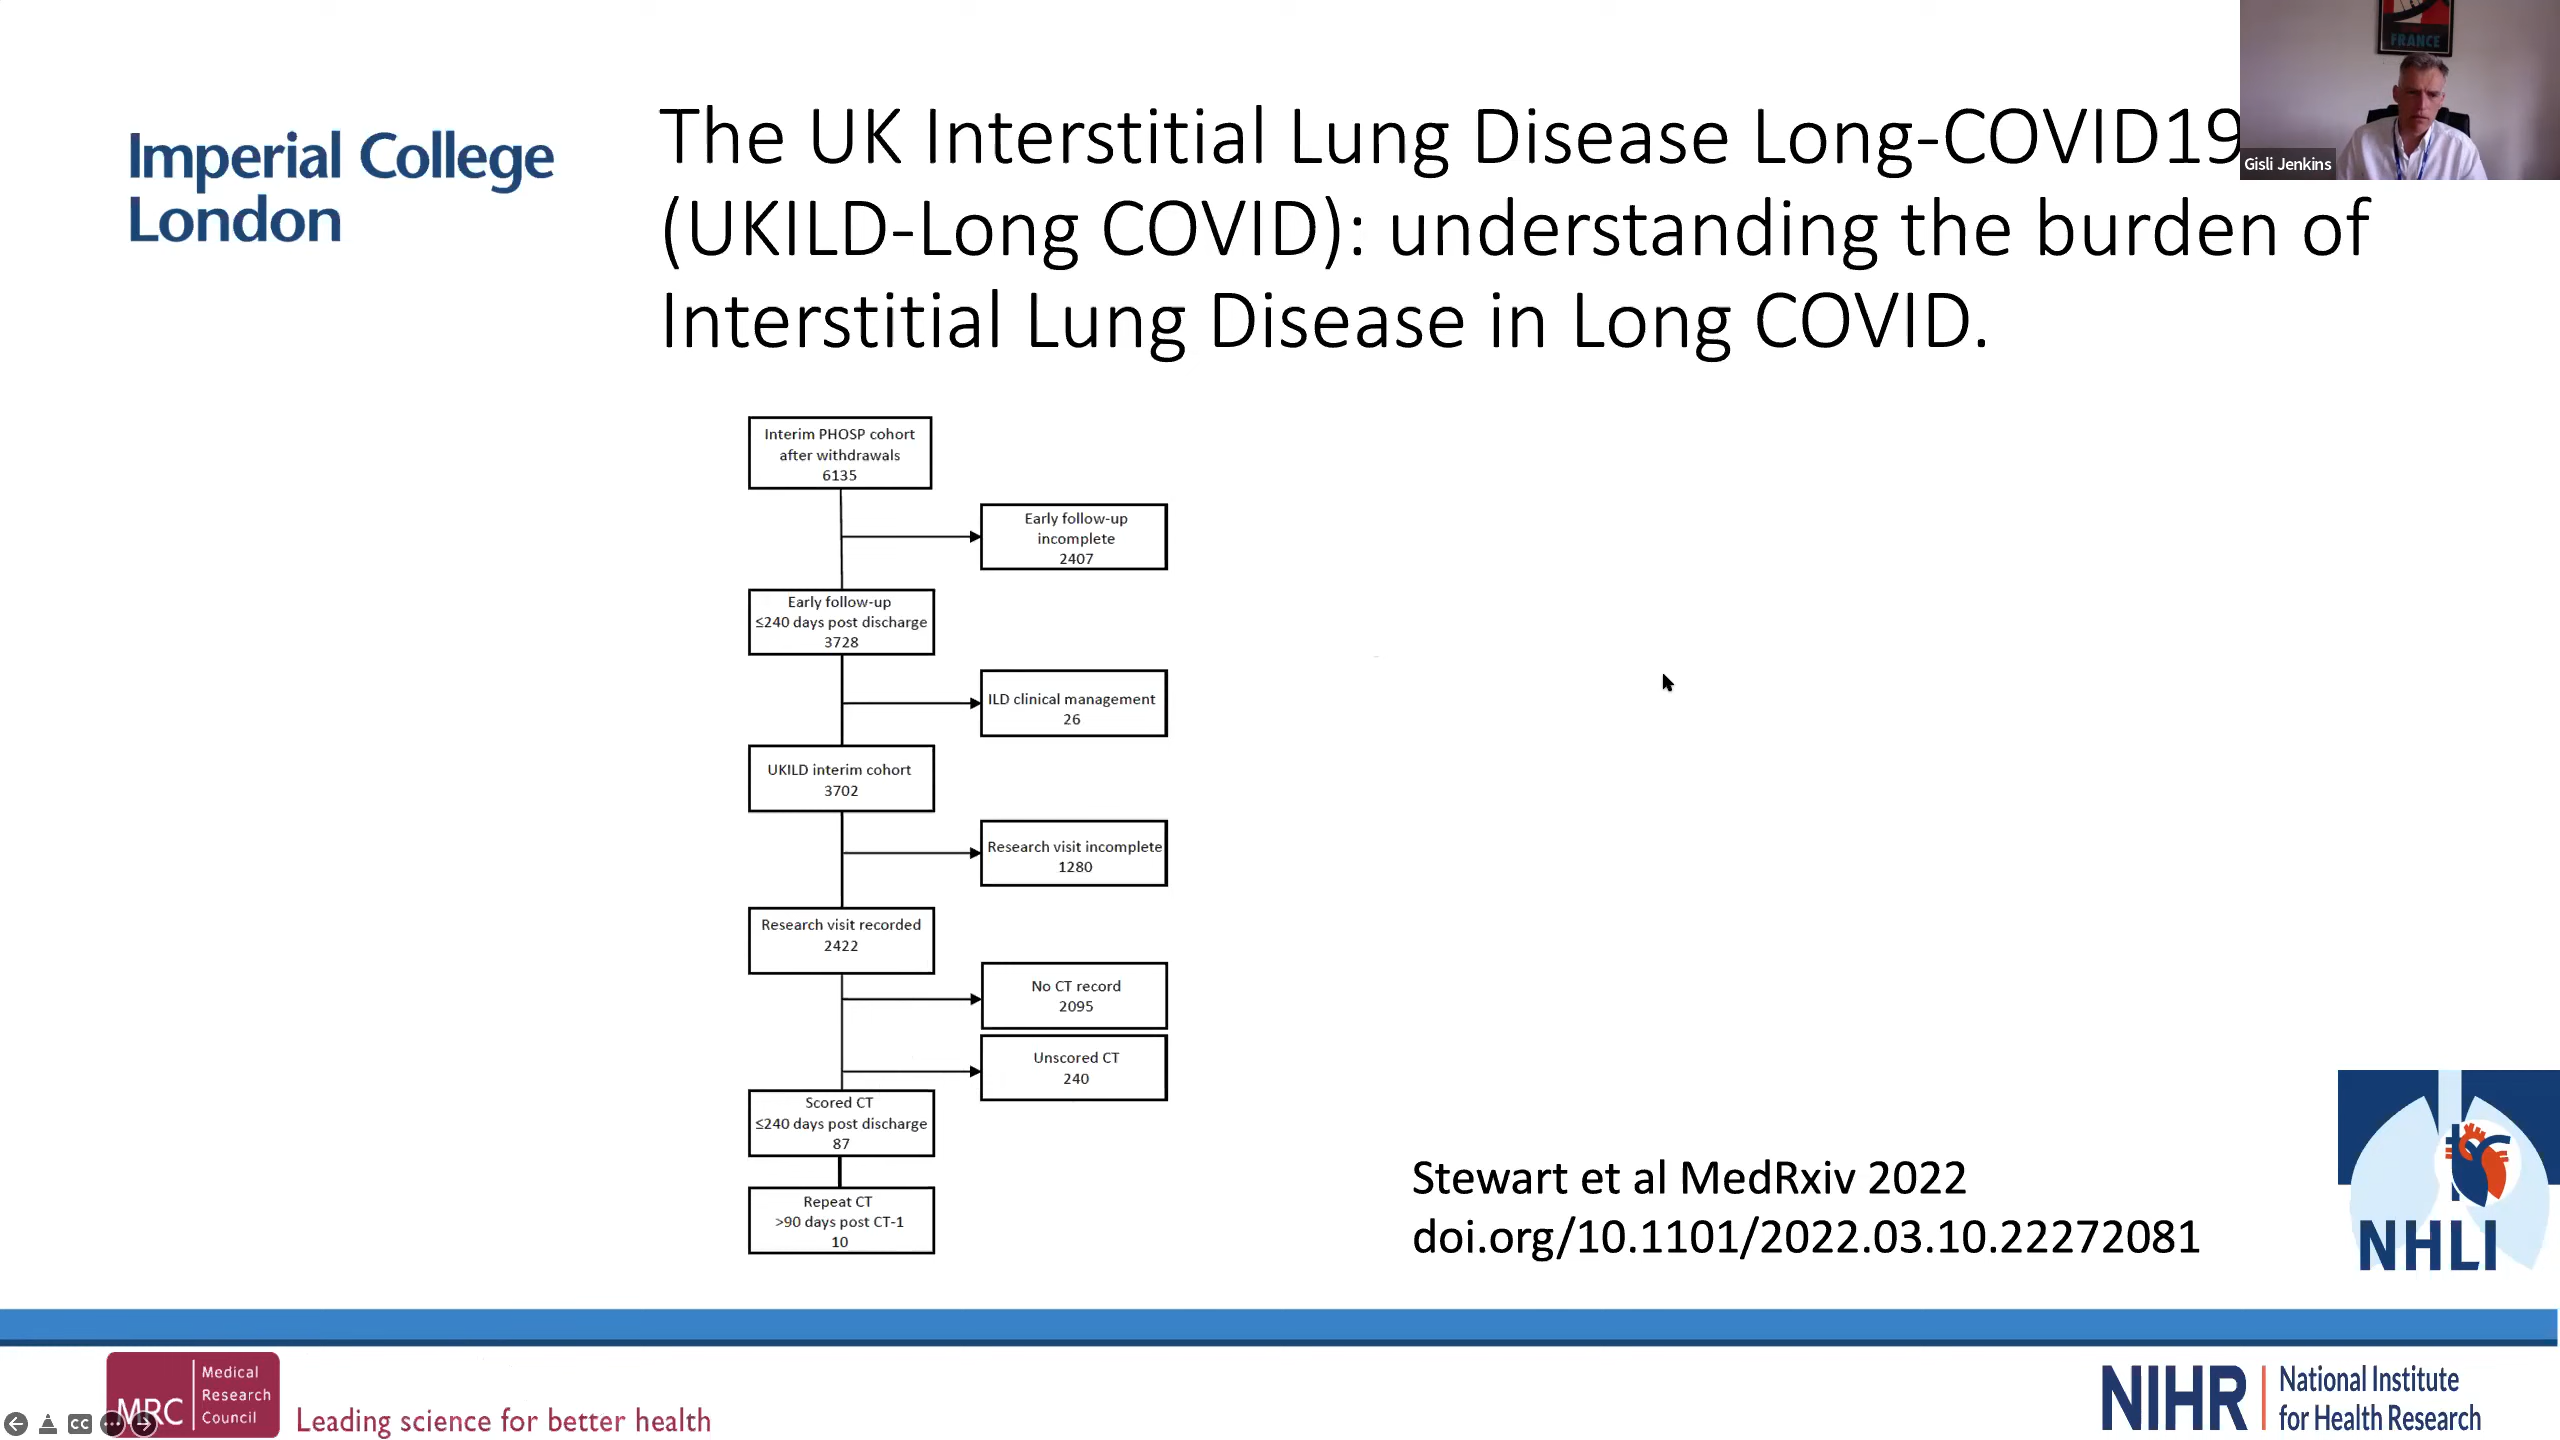 FRANCE
Gisli Jenkins
Imperial College
London
The UK Interstitial Lung Disease Long-COVID19
(UKILD-Long COVID): understanding the burden of
Interstitial Lung Disease in Long COVID.
Interim PHOSP cohort
after withdrawals
6135
Early follow-up
incomplete
2407
Early follow-up
≤240 days post discharge
3728
ILD clinical management
26
UKILD interim cohort
3702
Research visit incomplete
1280
Research visit recorded
2422
No CT record
2095
Unscored CT
240
Scored CT
≤240 days post discharge
87
Repeat CT
>90 days post CT-1
10
Stewart et al MedRxiv 2022
doi.org/10.1101/2022.03.10.22272081
NHLI
MRC
Medical
Research
Council
Leading science for better health
CC
NIHR
National Institute
for Health Research